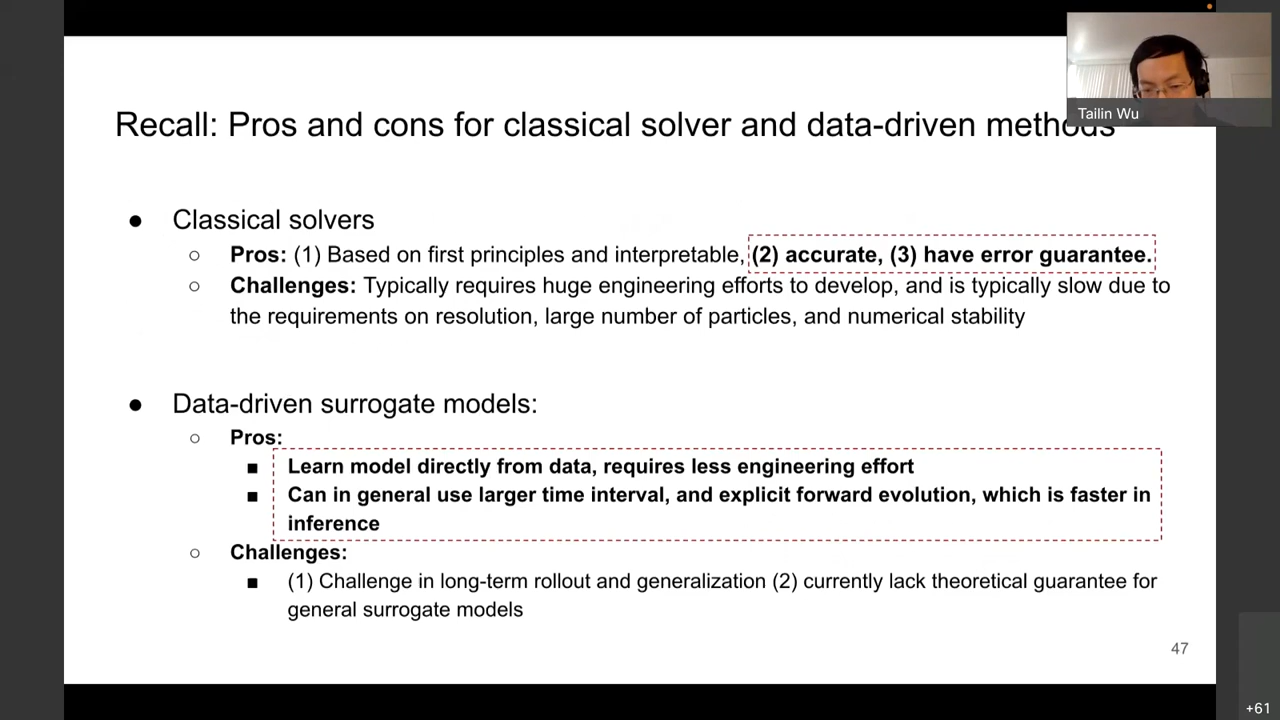 Tailin Wu
Recall: Pros and cons for classical solver and data-driven methods
● Classical solvers
○ Pros: (1) Based on first principles and interpretable, (2) accurate, (3) have error guarantee.
○ Challenges: Typically requires huge engineering efforts to develop, and is typically slow due to
the requirements on resolution, large number of particles, and numerical stability
● Data-driven surrogate models:
○ Pros:
■ Learn model directly from data, requires less engineering effort
■ Can in general use larger time interval, and explicit forward evolution, which is faster in
inference
○ Challenges:
■ (1) Challenge in long-term rollout and generalization (2) currently lack theoretical guarantee for
general surrogate models
47
+61